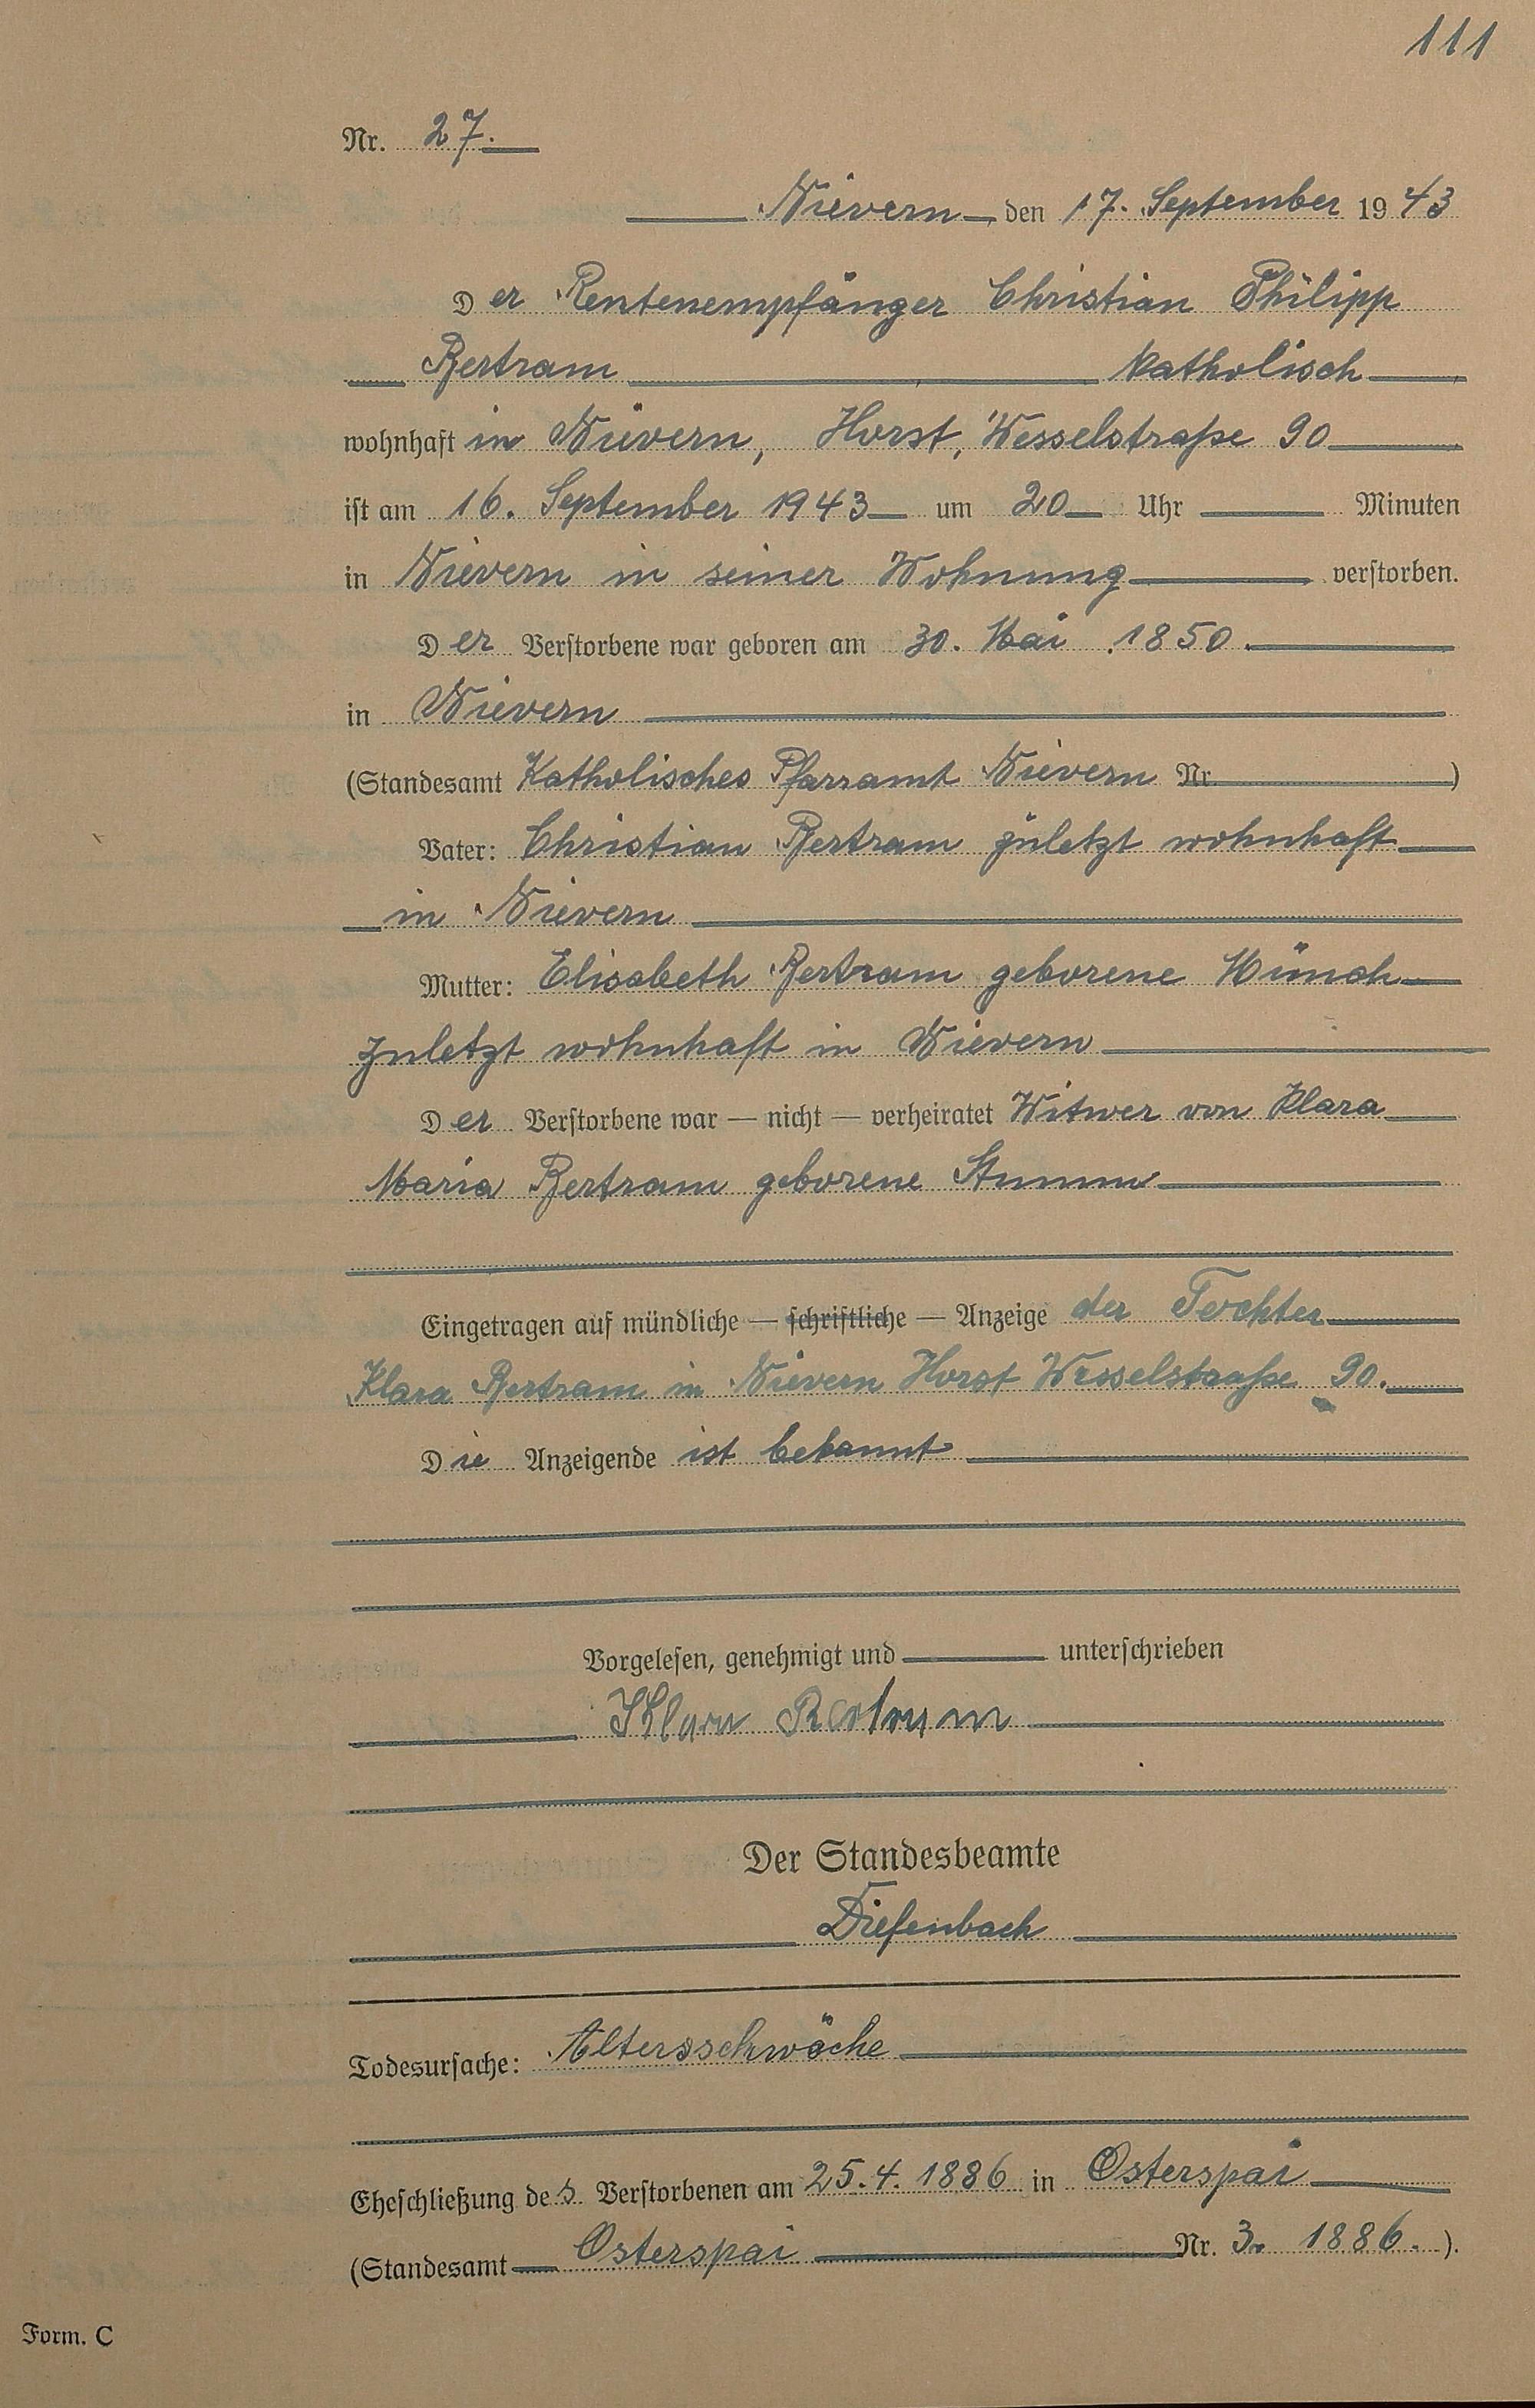 111
Nr. 27.
Nievern den 17. September 1943
Der Rentenempfänger Christian Philipp
Bertram katholisch
wohnhaft in Nievern, Horst, Wesselstraße 90
ist am 16. September 1943 um 20 Uhr Minuten
in Nievern in seiner Wohnung verstorben.
Der Verstorbene war geboren am 30. Mai 1850.
in Nievern
(Standesamt Katholisches Pfarramt Nievern Nr. )
Vater: Christian Bertram zuletzt wohnhaft
in Nievern
Mutter: Elisabeth Bertram geborene Münch
zuletzt wohnhaft in Nievern
Der Verstorbene war — nicht — verheiratet Witwer von Klara
Maria Bertram geborene Stumm
Eingetragen auf mündliche — schriftliche — Anzeige der Tochter
Klara Bertram in Nievern Horst Wesselstraaße 90.
Die Anzeigende ist bekannt
Vorgelesen, genehmigt und unterschrieben
Klara Bertram
Der Standesbeamte
Diefenbach
Todesursache: Altersschwäche
Eheschließung des Verstorbenen am 25.4.1886 in Osterspai
(Standesamt Osterspai Nr. 3. 1886. ).
Form. C